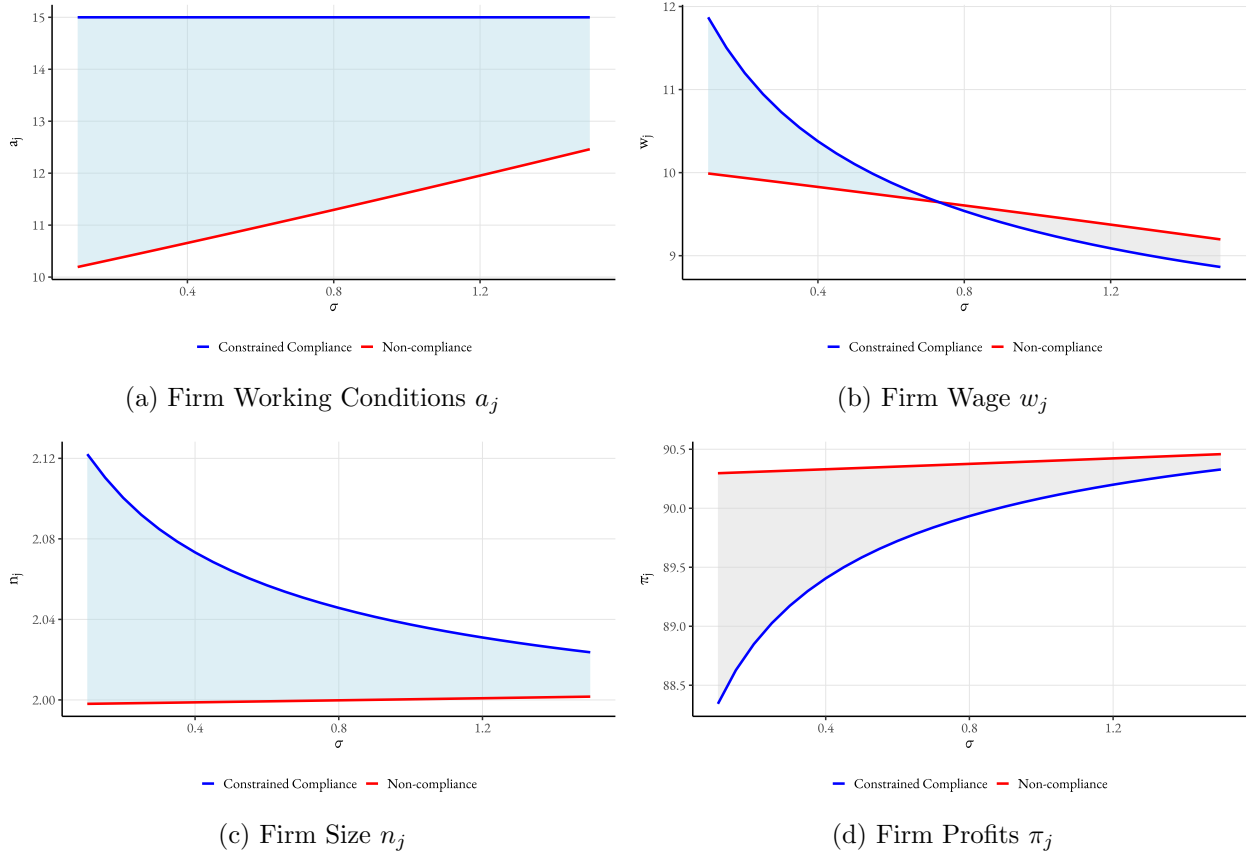 15
14
13
12
11
10
a_j
0.4 0.8 1.2
σ
Constrained Compliance Non-compliance
(a) Firm Working Conditions a_j
12
11
10
9
w_j
0.4 0.8 1.2
σ
Constrained Compliance Non-compliance
(b) Firm Wage w_j
2.12
2.08
2.04
2.00
n_j
0.4 0.8 1.2
σ
Constrained Compliance Non-compliance
(c) Firm Size n_j
90.5
90.0
89.5
89.0
88.5
π_j
0.4 0.8 1.2
σ
Constrained Compliance Non-compliance
(d) Firm Profits π_j